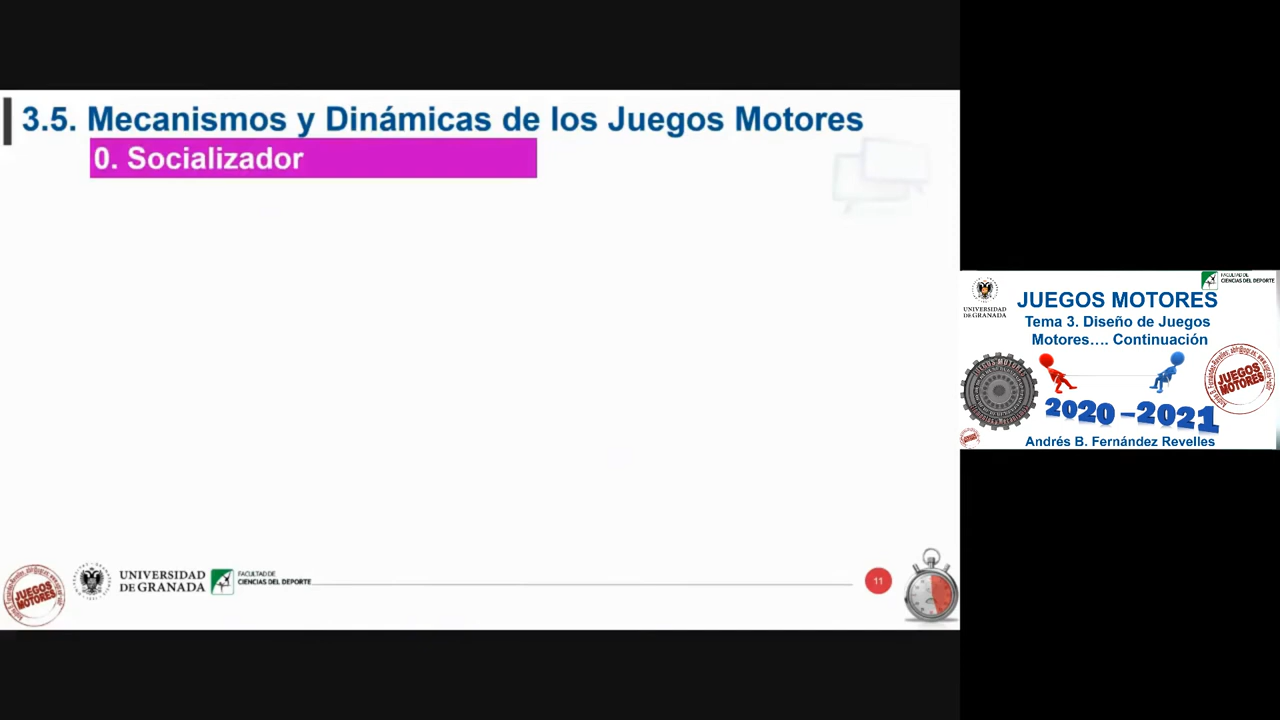 3.5. Mecanismos y Dinámicas de los Juegos Motores
0. Socializador
JUEGOS
MOTORES
UNIVERSIDAD
DE GRANADA
FACULTAD DE
CIENCIAS DEL DEPORTE
11
FACULTAD DE
CIENCIAS DEL DEPORTE
UNIVERSIDAD
DE GRANADA
JUEGOS MOTORES
Tema 3. Diseño de Juegos
Motores.... Continuación
JUEGOS MOTORES
JUEGOS
MOTORES
2020-2021
Andrés B. Fernández Revelles